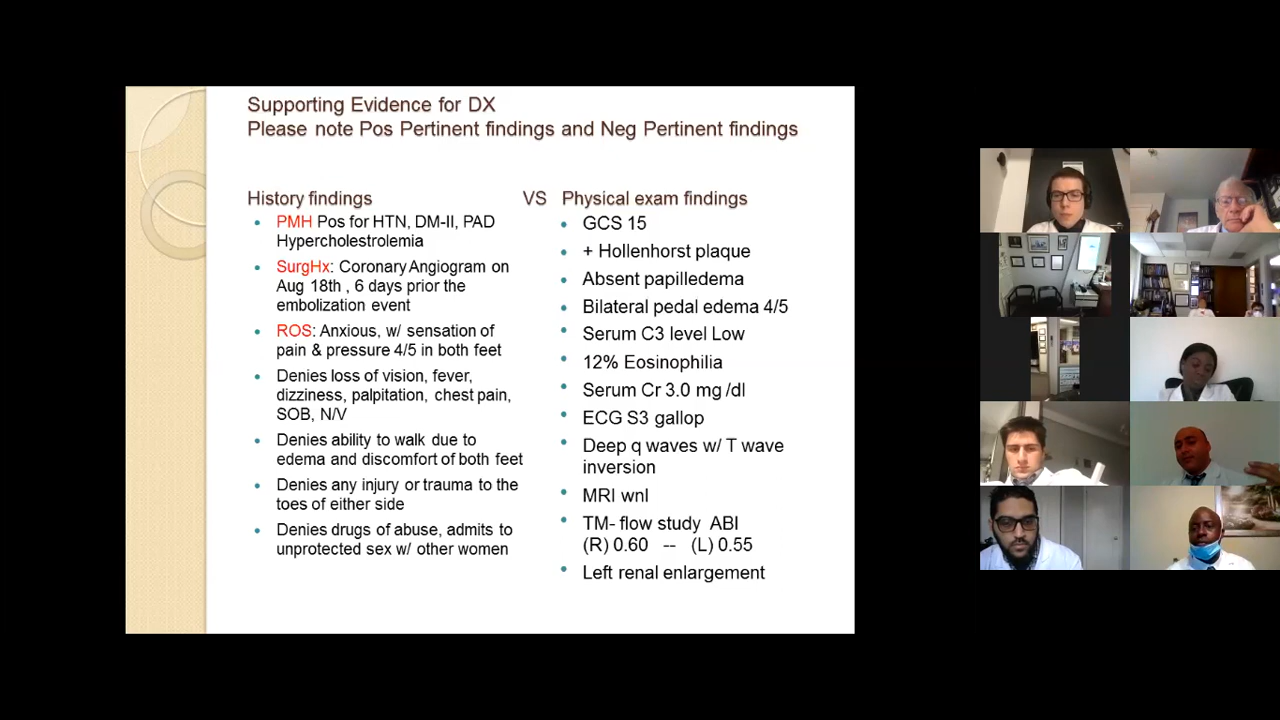 Supporting Evidence for DX
Please note Pos Pertinent findings and Neg Pertinent findings
History findings
VS
Physical exam findings
PMH Pos for HTN, DM-II, PAD
Hypercholestrolemia
SurgHx: Coronary Angiogram on
Aug 18th , 6 days prior the
embolization event
ROS: Anxious, w/ sensation of
pain & pressure 4/5 in both feet
Denies loss of vision, fever,
dizziness, palpitation, chest pain,
SOB, N/V
Denies ability to walk due to
edema and discomfort of both feet
Denies any injury or trauma to the
toes of either side
Denies drugs of abuse, admits to
unprotected sex w/ other women
GCS 15
+ Hollenhorst plaque
Absent papilledema
Bilateral pedal edema 4/5
Serum C3 level Low
12% Eosinophilia
Serum Cr 3.0 mg /dl
ECG S3 gallop
Deep q waves w/ T wave
inversion
MRI wnl
TM- flow study ABI
(R) 0.60 -- (L) 0.55
Left renal enlargement